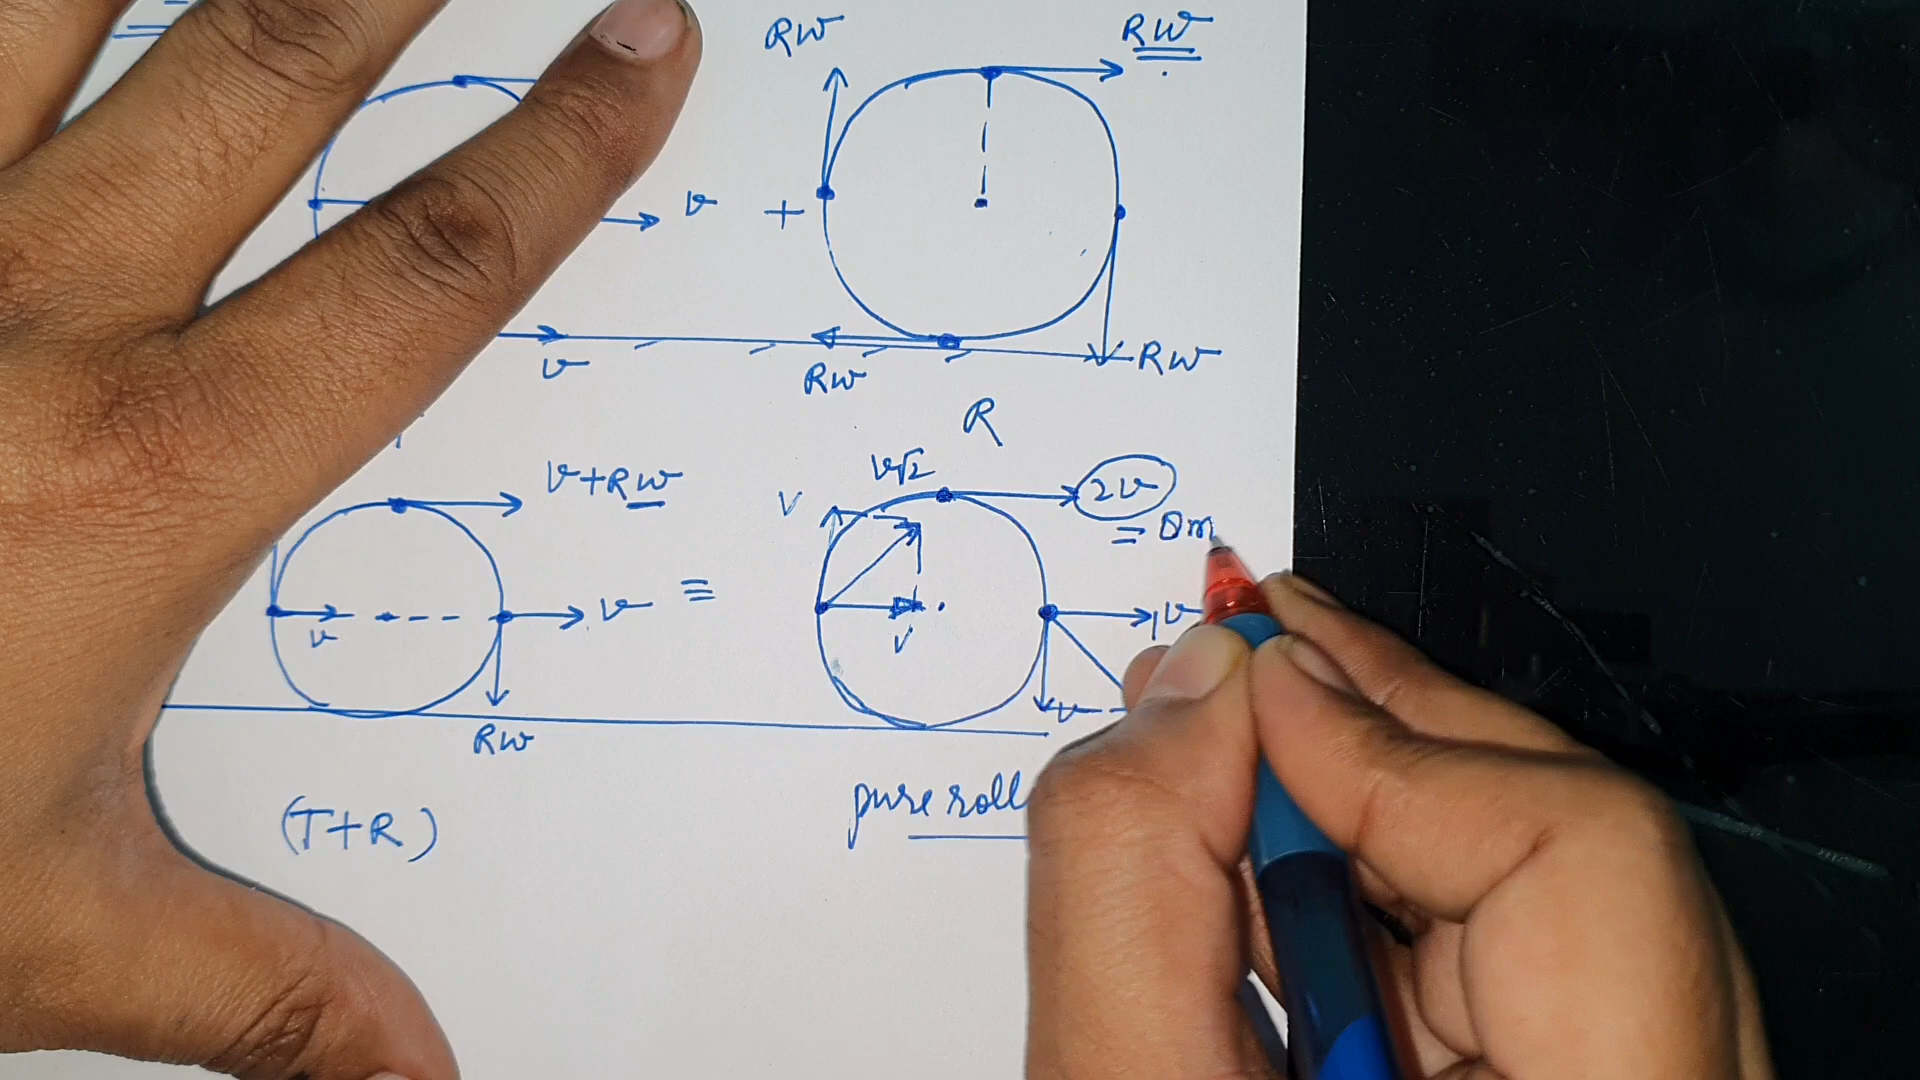 Rω Rω
v +
v Rω Rω
R
v+Rω v√2 2v
V ≡ 0m
v v ≡ V v
Rω v
(T+R) pure roll